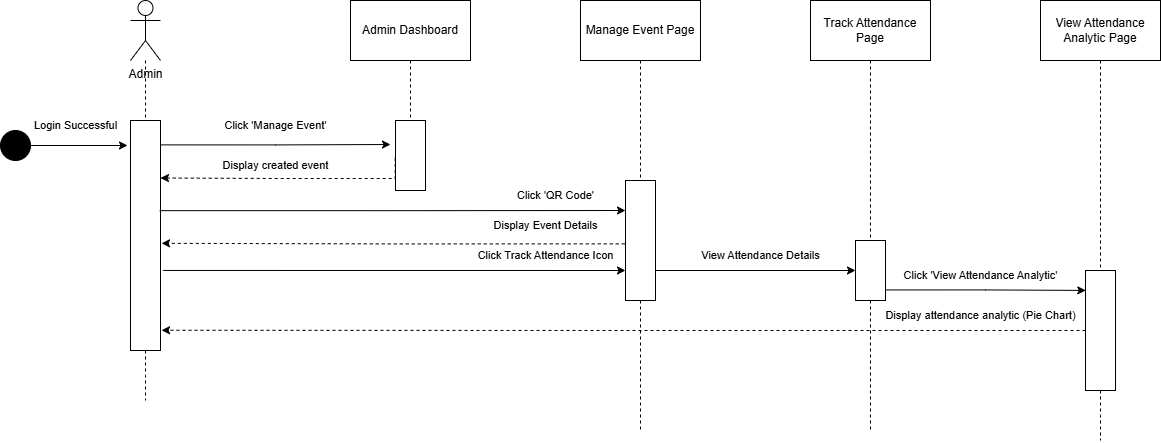 Admin Dashboard
Manage Event Page
Track Attendance
Page
View Attendance
Analytic Page
Admin
Login Successful
Click 'Manage Event'
Display created event
Click 'QR Code'
Display Event Details
Click Track Attendance Icon
View Attendance Details
Click 'View Attendance Analytic'
Display attendance analytic (Pie Chart)